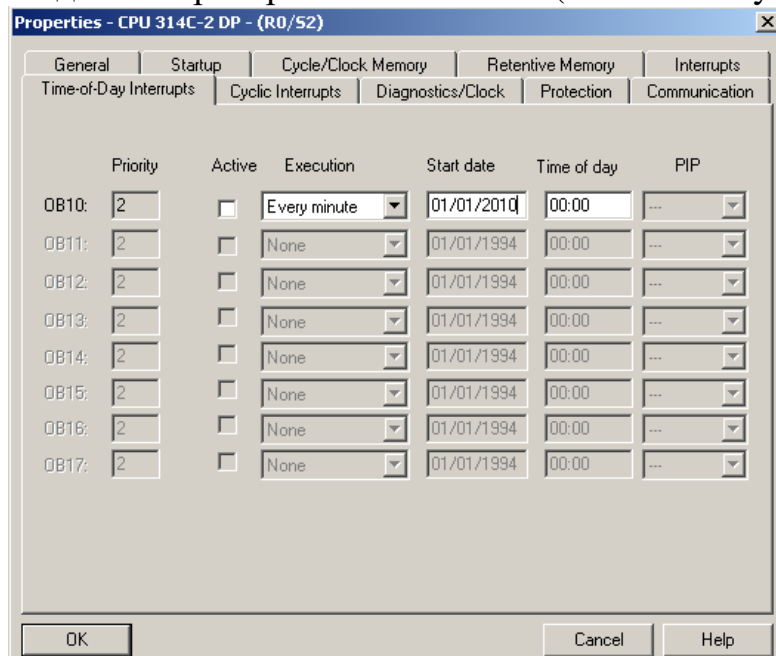 Properties - CPU 314C-2 DP - (R0/S2)
General Startup Cycle/Clock Memory Retentive Memory Interrupts
Time-of-Day Interrupts Cyclic Interrupts Diagnostics/Clock Protection Communication
Priority Active Execution Start date Time of day PIP
OB10: 2 Every minute 01/01/2010 00:00 ---
OB11: 2 None 01/01/1994 00:00 ---
OB12: 2 None 01/01/1994 00:00 ---
OB13: 2 None 01/01/1994 00:00 ---
OB14: 2 None 01/01/1994 00:00 ---
OB15: 2 None 01/01/1994 00:00 ---
OB16: 2 None 01/01/1994 00:00 ---
OB17: 2 None 01/01/1994 00:00 ---
OK Cancel Help